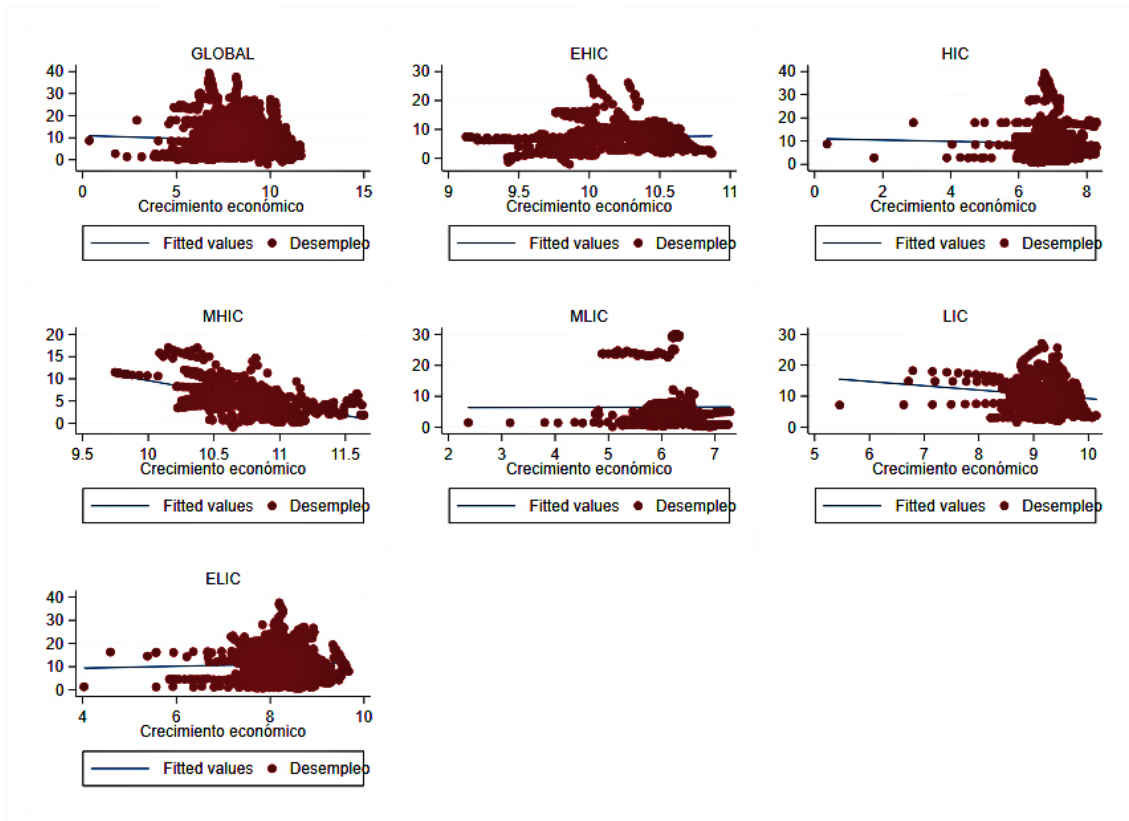 GLOBAL
40
30
20
10
0
0 5 10 15
Crecimiento económico
Fitted values Desempleo
EHIC
30
20
10
0
9 9.5 10 10.5 11
Crecimiento económico
Fitted values Desempleo
HIC
40
30
20
10
0
0 2 4 6 8
Crecimiento económico
Fitted values Desempleo
MHIC
20
15
10
5
0
9.5 10 10.5 11 11.5
Crecimiento económico
Fitted values Desempleo
MLIC
30
20
10
0
2 3 4 5 6 7
Crecimiento económico
Fitted values Desempleo
LIC
30
20
10
0
5 6 7 8 9 10
Crecimiento económico
Fitted values Desempleo
ELIC
40
30
20
10
0
4 6 8 10
Crecimiento económico
Fitted values Desempleo